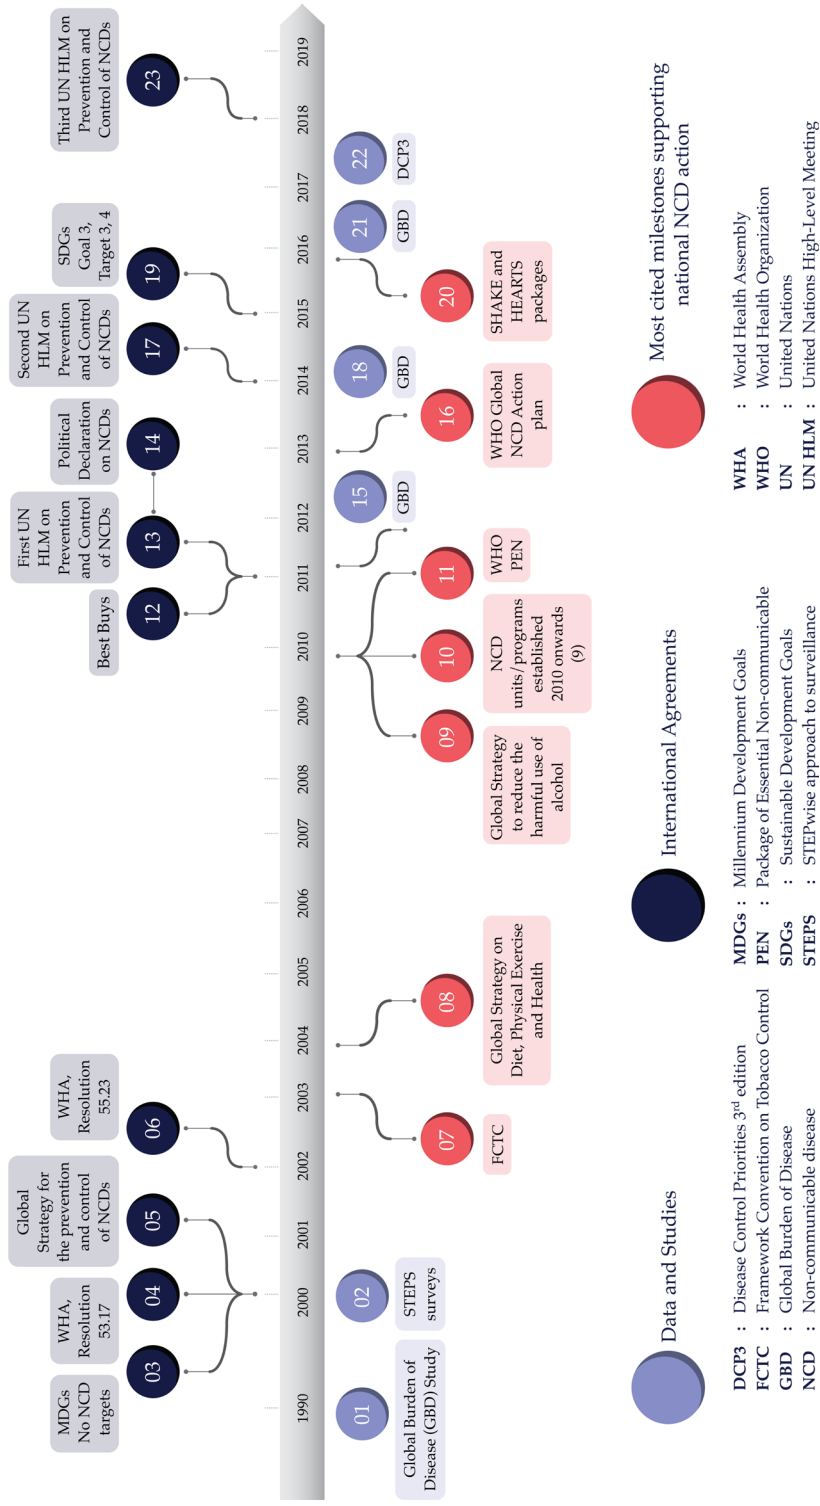 MDGs
No NCD
targets
03
WHA,
Resolution
53.17
04
Global
Strategy for
the prevention
and control
of NCDs
05
WHA,
Resolution
55.23
06
Best Buys
12
First UN
HLM on
Prevention
and Control
of NCDs
13
Political
Declaration
on NCDs
14
Second UN
HLM on
Prevention
and Control
of NCDs
17
SDGs
Goal 3,
Target 3, 4
19
Third UN HLM on
Prevention and
Control of NCDs
23
1990
2000
2001
2002
2003
2004
2005
2006
2007
2008
2009
2010
2011
2012
2013
2014
2015
2016
2017
2018
2019
01
Global Burden of
Disease (GBD) Study
02
STEPS
surveys
15
GBD
18
GBD
21
GBD
22
DCP3
07
FCTC
08
Global Strategy on
Diet, Physical Exercise
and Health
09
Global Strategy
to reduce the
harmful use of
alcohol
10
NCD
units/programs
established
2010 onwards
(9)
11
WHO
PEN
16
WHO Global
NCD Action
plan
20
SHAKE and
HEARTS
packages
Data and Studies
International Agreements
Most cited milestones supporting
national NCD action
DCP3 : Disease Control Priorities 3rd edition
FCTC : Framework Convention on Tobacco Control
GBD : Global Burden of Disease
NCD : Non-communicable disease
MDGs : Millennium Development Goals
PEN : Package of Essential Non-communicable
SDGs : Sustainable Development Goals
STEPS : STEPwise approach to surveillance
WHA : World Health Assembly
WHO : World Health Organization
UN : United Nations
UN HLM : United Nations High-Level Meeting